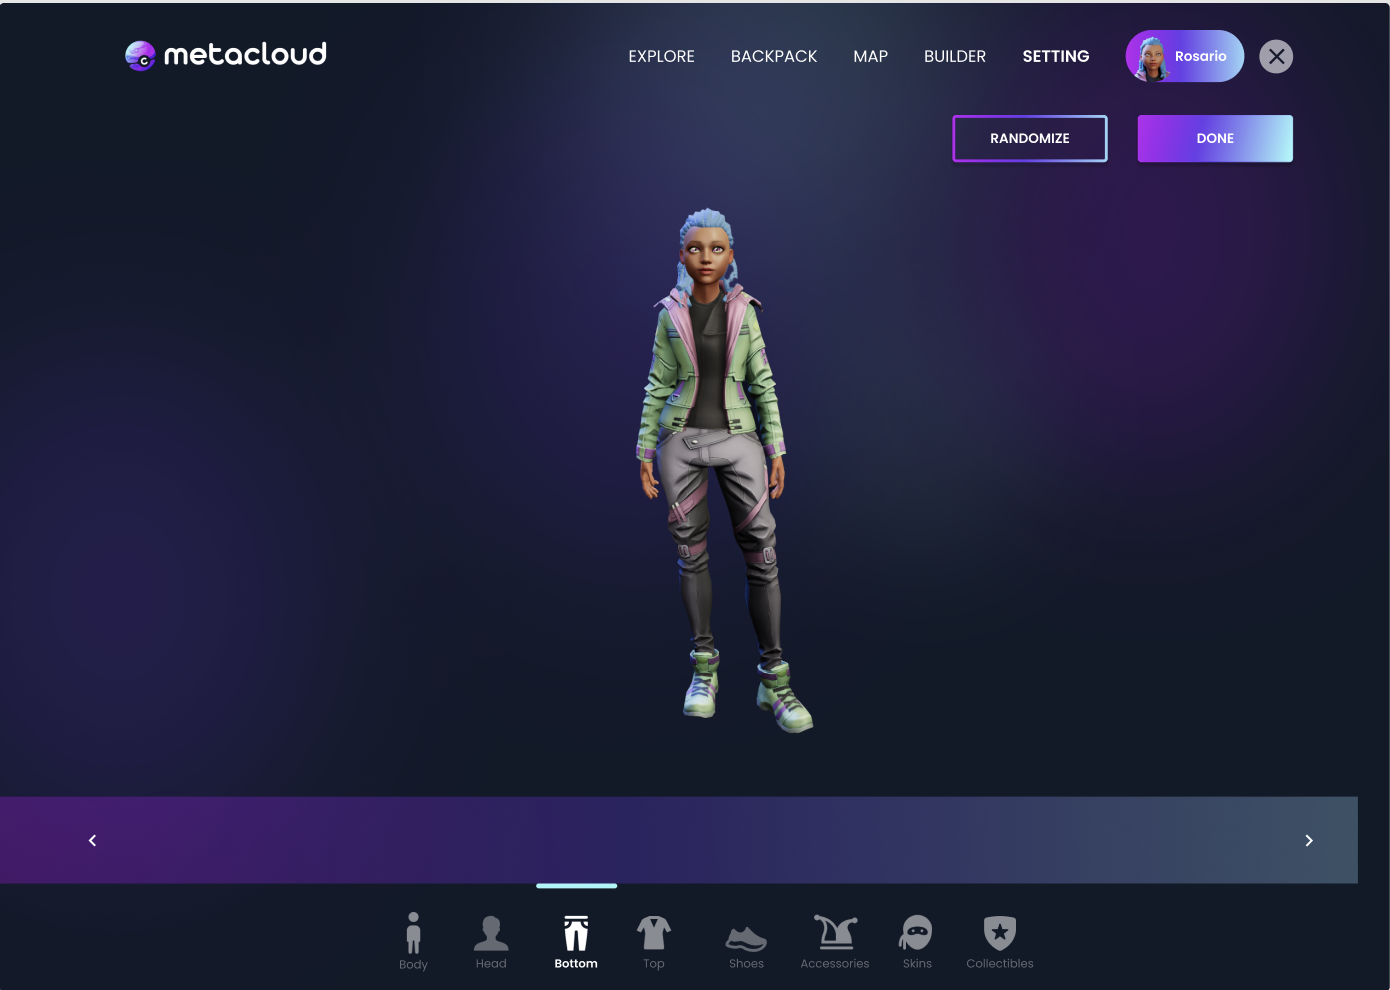 metacloud
EXPLORE BACKPACK MAP BUILDER SETTING Rosario
RANDOMIZE DONE
Body Head Bottom Top Shoes Accessories Skins Collectibles